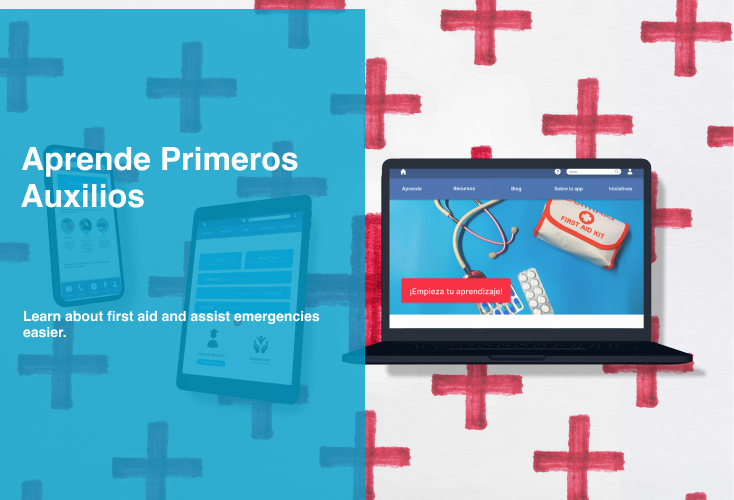 Aprende Primeros
Auxilios
Learn about first aid and assist emergencies
easier.
Aprende Recursos Blog Sobre la app Iniciativas
FIRST AID KIT
¡Empieza tu aprendizaje!